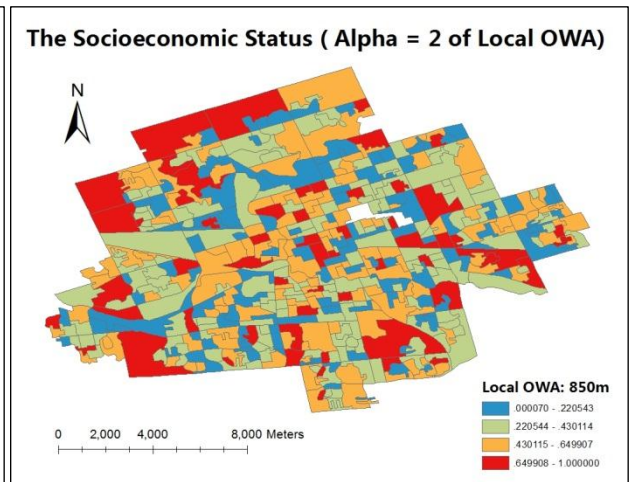 The Socioeconomic Status ( Alpha = 2 of Local OWA)
N
Local OWA: 850m
.000070 - .220543
.220544 - .430114
.430115 - .649907
.649908 - 1.000000
0 2,000 4,000 8,000 Meters